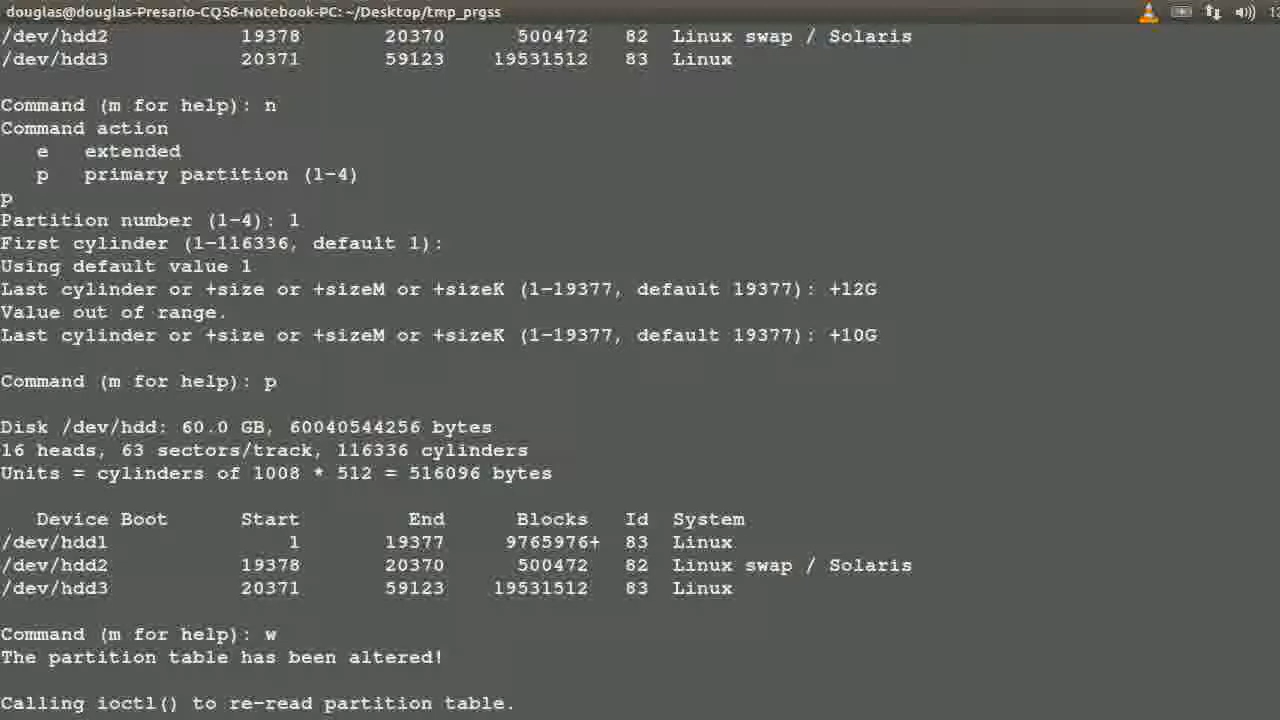 douglas@douglas-Presario-CQ56-Notebook-PC: ~/Desktop/tmp_prgss
/dev/hdd2 19378 20370 500472 82 Linux swap / Solaris
/dev/hdd3 20371 59123 19531512 83 Linux
Command (m for help): n
Command action
e extended
p primary partition (1-4)
p
Partition number (1-4): 1
First cylinder (1-116336, default 1):
Using default value 1
Last cylinder or +size or +sizeM or +sizeK (1-19377, default 19377): +12G
Value out of range.
Last cylinder or +size or +sizeM or +sizeK (1-19377, default 19377): +10G
Command (m for help): p
Disk /dev/hdd: 60.0 GB, 60040544256 bytes
16 heads, 63 sectors/track, 116336 cylinders
Units = cylinders of 1008 * 512 = 516096 bytes
Device Boot Start End Blocks Id System
/dev/hdd1 1 19377 9765976+ 83 Linux
/dev/hdd2 19378 20370 500472 82 Linux swap / Solaris
/dev/hdd3 20371 59123 19531512 83 Linux
Command (m for help): w
The partition table has been altered!
Calling ioctl() to re-read partition table.